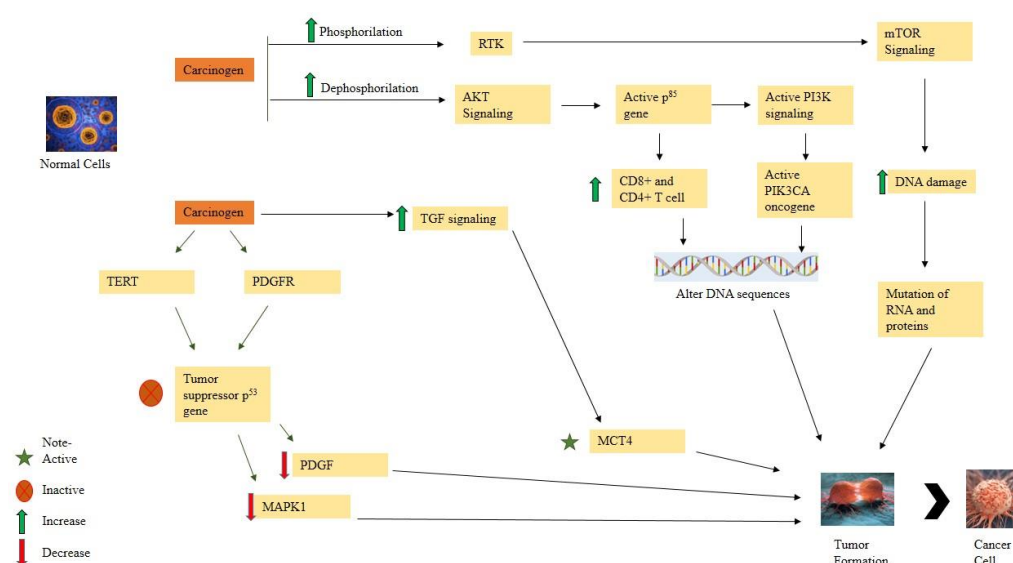 Phosphorilation
RTK
mTOR
Signaling
Carcinogen
Dephosphorilation
AKT
Signaling
Active p85
gene
Active PI3K
signaling
Normal Cells
CD8+ and
CD4+ T cell
Active
PIK3CA
oncogene
DNA damage
Carcinogen
TGF signaling
TERT
PDGFR
Alter DNA sequences
Mutation of
RNA and
proteins
Tumor
suppressor p53
gene
MCT4
Note-
Active
PDGF
Inactive
MAPK1
Increase
Decrease
Tumor
Formation
Cancer
Cell